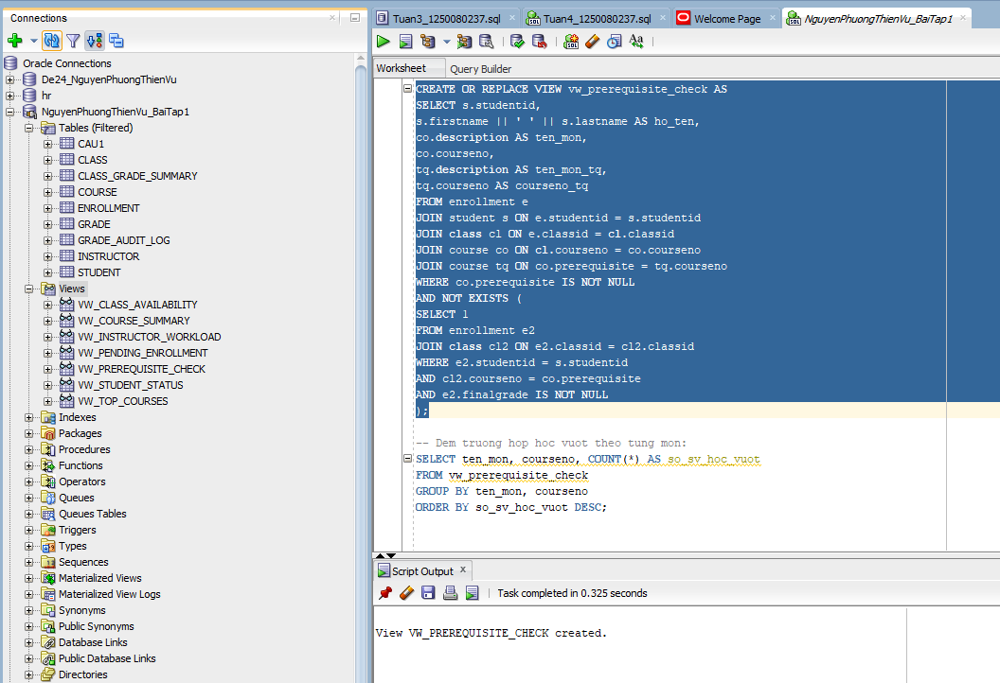 Connections
Oracle Connections
De24_NguyenPhuongThienVu
hr
NguyenPhuongThienVu_BaiTap1
Tables (Filtered)
CAU1
CLASS
CLASS_GRADE_SUMMARY
COURSE
ENROLLMENT
GRADE
GRADE_AUDIT_LOG
INSTRUCTOR
STUDENT
Views
VW_CLASS_AVAILABILITY
VW_COURSE_SUMMARY
VW_INSTRUCTOR_WORKLOAD
VW_PENDING_ENROLLMENT
VW_PREREQUISITE_CHECK
VW_STUDENT_STATUS
VW_TOP_COURSES
Indexes
Packages
Procedures
Functions
Operators
Queues
Queues Tables
Triggers
Types
Sequences
Materialized Views
Materialized View Logs
Synonyms
Public Synonyms
Database Links
Public Database Links
Directories
Tuan3_1250080237.sql
Tuan4_1250080237.sql
Welcome Page
NguyenPhuongThienVu_BaiTap1
Worksheet
Query Builder
CREATE OR REPLACE VIEW vw_prerequisite_check AS
SELECT s.studentid,
s.firstname || ' ' || s.lastname AS ho_ten,
co.description AS ten_mon,
co.courseno,
tq.description AS ten_mon_tq,
tq.courseno AS courseno_tq
FROM enrollment e
JOIN student s ON e.studentid = s.studentid
JOIN class cl ON e.classid = cl.classid
JOIN course co ON cl.courseno = co.courseno
JOIN course tq ON co.prerequisite = tq.courseno
WHERE co.prerequisite IS NOT NULL
AND NOT EXISTS (
SELECT 1
FROM enrollment e2
JOIN class cl2 ON e2.classid = cl2.classid
WHERE e2.studentid = s.studentid
AND cl2.courseno = co.prerequisite
AND e2.finalgrade IS NOT NULL
);
-- Dem truong hop hoc vuot theo tung mon:
SELECT ten_mon, courseno, COUNT(*) AS so_sv_hoc_vuot
FROM vw_prerequisite_check
GROUP BY ten_mon, courseno
ORDER BY so_sv_hoc_vuot DESC;
Script Output
Task completed in 0.325 seconds
View VW_PREREQUISITE_CHECK created.